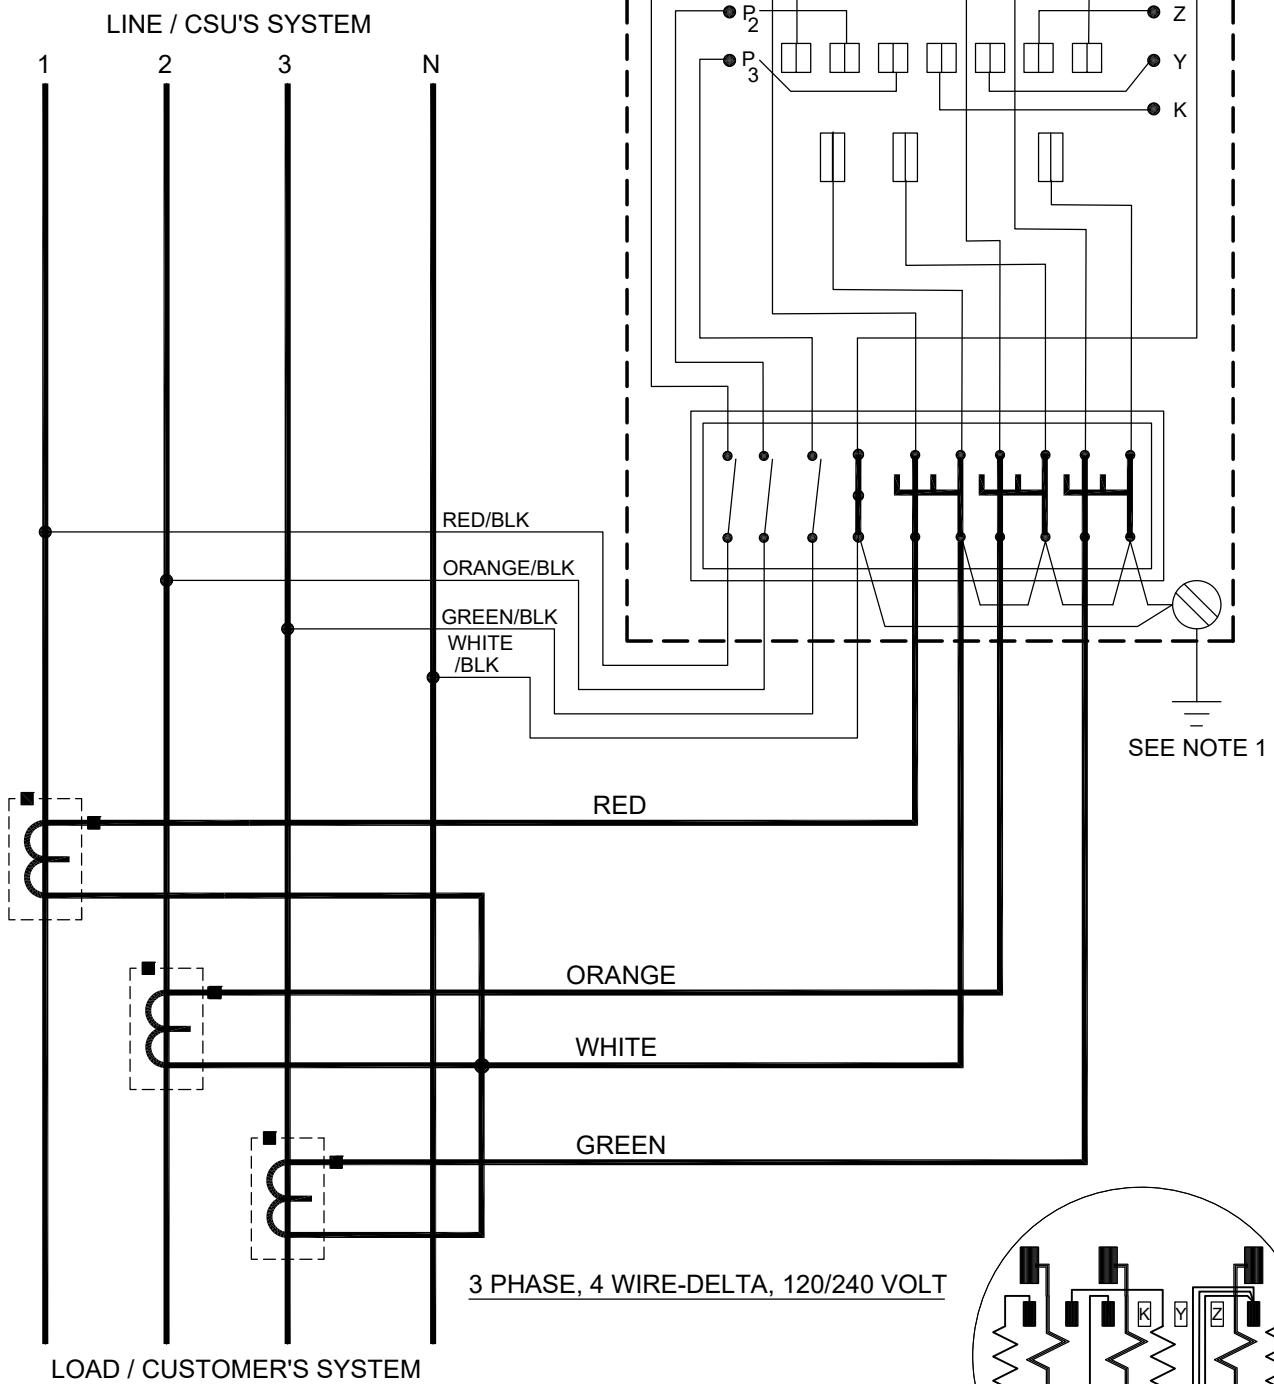 LINE / CSU'S SYSTEM
1 2 3 N
P2 Z
P3 Y
K
RED/BLK
ORANGE/BLK
GREEN/BLK
WHITE
/BLK
SEE NOTE 1
RED
ORANGE
WHITE
GREEN
3 PHASE, 4 WIRE-DELTA, 120/240 VOLT
K Y Z
LOAD / CUSTOMER'S SYSTEM